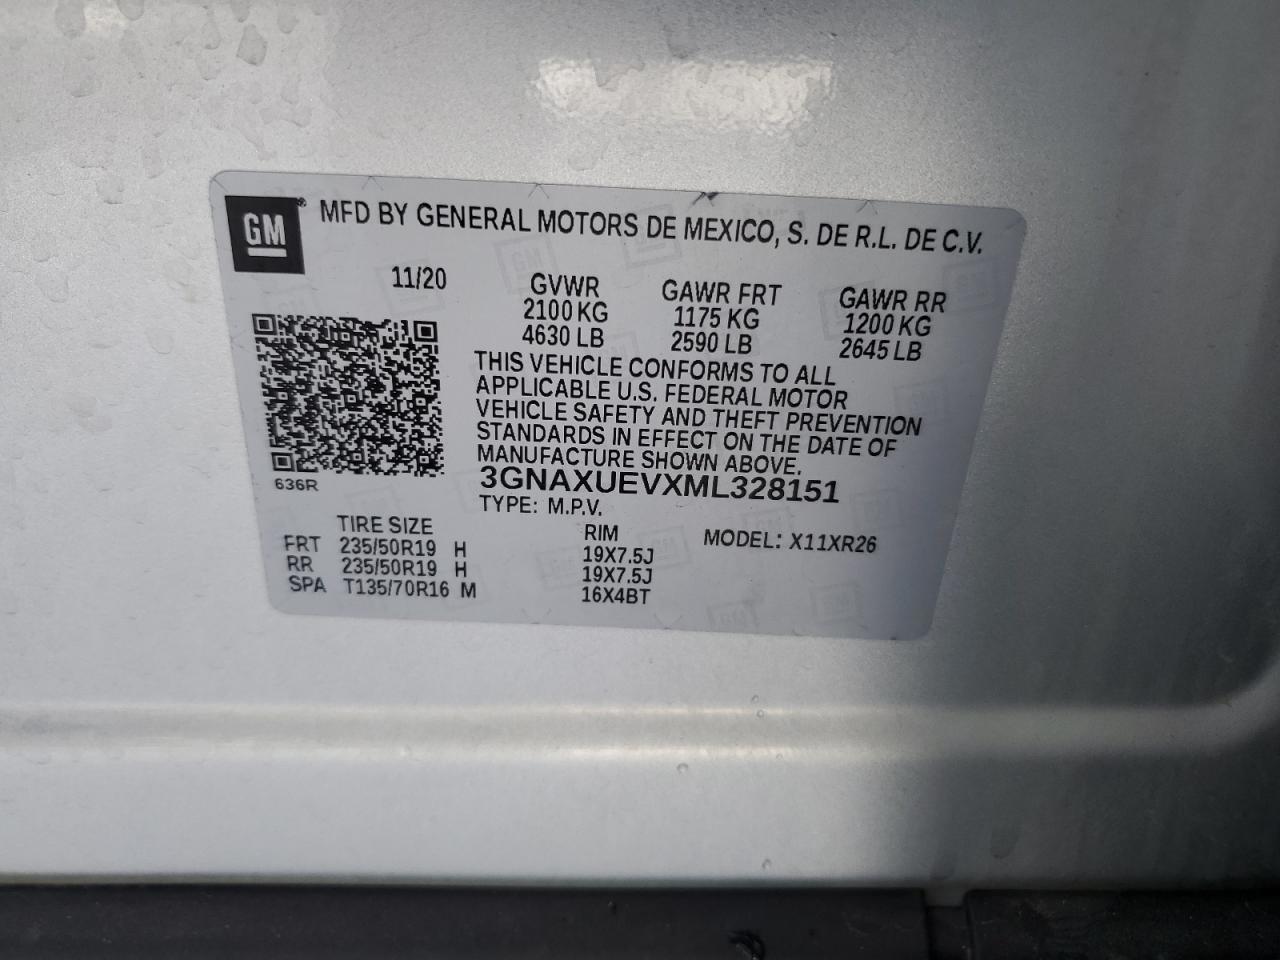 GM® MFD BY GENERAL MOTORS DE MEXICO, S. DE R.L. DE C.V.
11/20 GVWR GAWR FRT GAWR RR
2100 KG 1175 KG 1200 KG
4630 LB 2590 LB 2645 LB
THIS VEHICLE CONFORMS TO ALL
APPLICABLE U.S. FEDERAL MOTOR
VEHICLE SAFETY AND THEFT PREVENTION
STANDARDS IN EFFECT ON THE DATE OF
MANUFACTURE SHOWN ABOVE.
636R
3GNAXUEVXML328151
TYPE: M.P.V.
TIRE SIZE RIM MODEL: X11XR26
FRT 235/50R19 H 19X7.5J
RR 235/50R19 H 19X7.5J
SPA T135/70R16 M 16X4BT